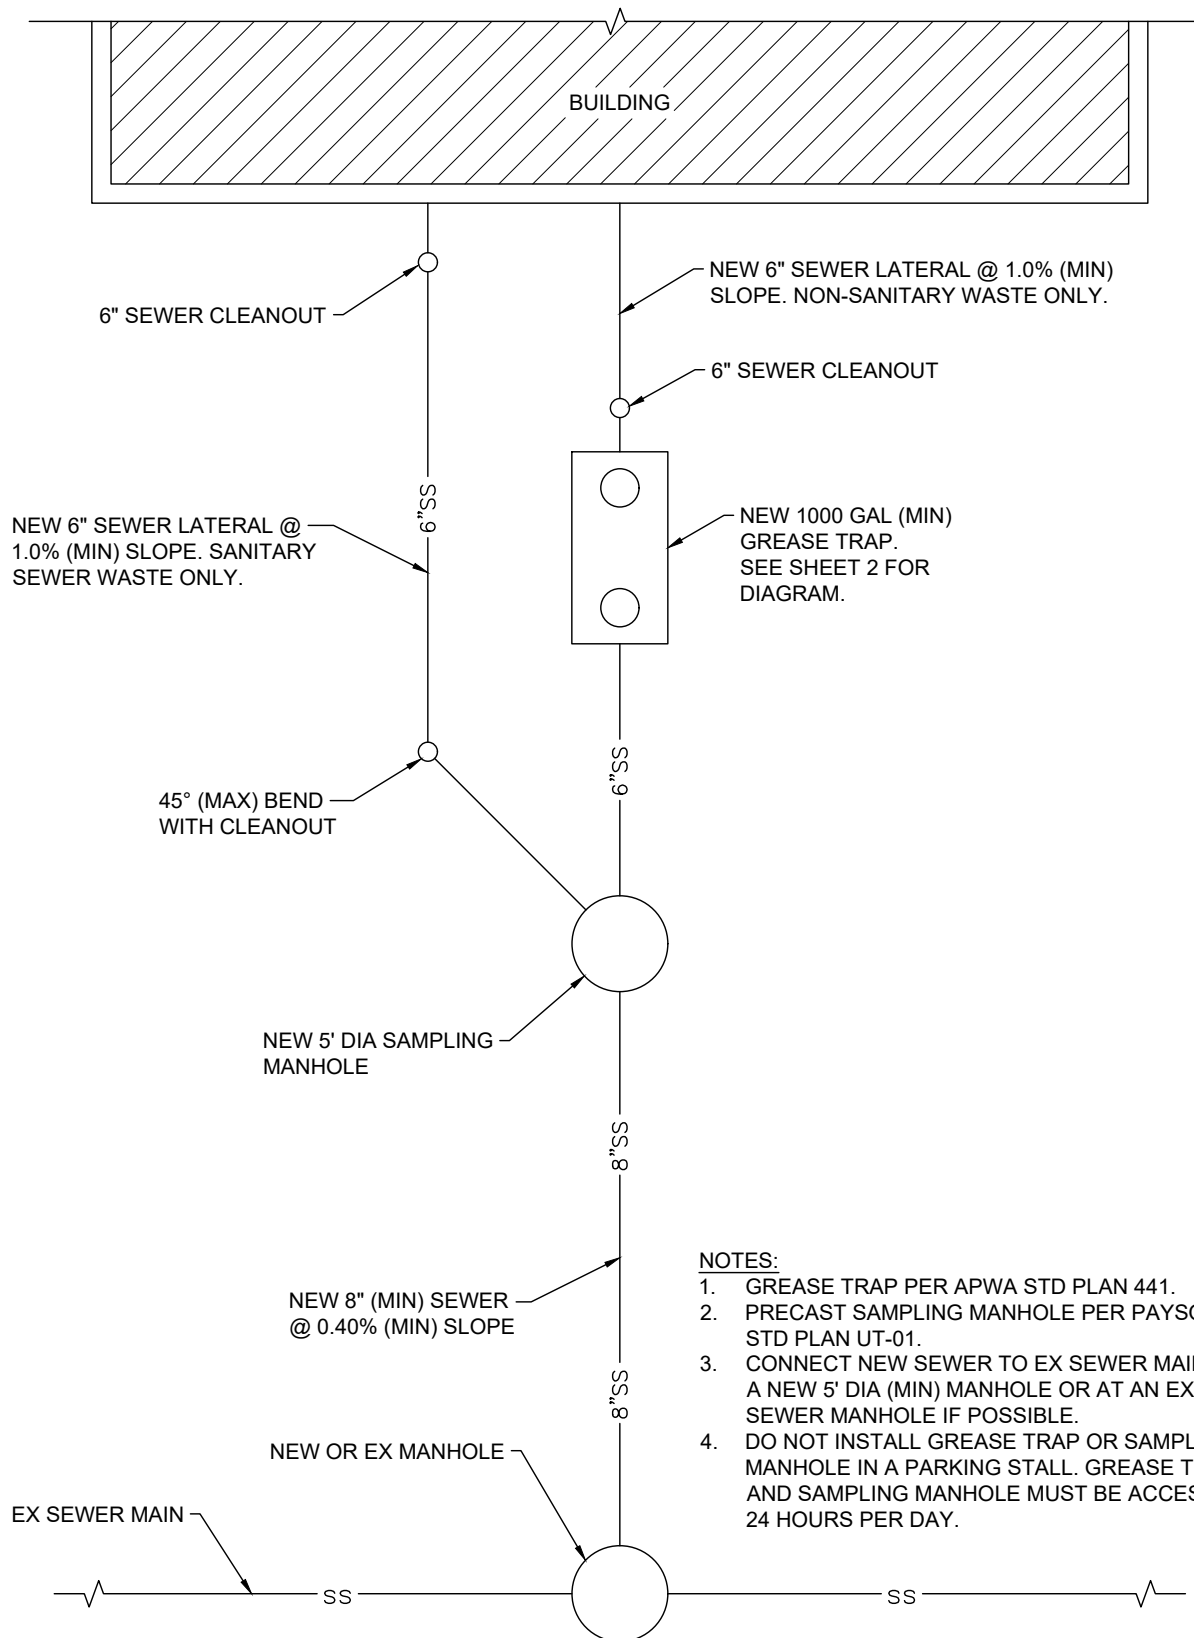 BUILDING
NEW 6" SEWER LATERAL @ 1.0% (MIN)
SLOPE. NON-SANITARY WASTE ONLY.
6" SEWER CLEANOUT
6" SEWER CLEANOUT
6"SS
NEW 6" SEWER LATERAL @
1.0% (MIN) SLOPE. SANITARY
SEWER WASTE ONLY.
NEW 1000 GAL (MIN)
GREASE TRAP.
SEE SHEET 2 FOR
DIAGRAM.
6"SS
45° (MAX) BEND
WITH CLEANOUT
NEW 5' DIA SAMPLING
MANHOLE
8"SS
NEW 8" (MIN) SEWER
@ 0.40% (MIN) SLOPE
8"SS
NOTES:
1. GREASE TRAP PER APWA STD PLAN 441.
2. PRECAST SAMPLING MANHOLE PER
STD PLAN UT-01.
3. CONNECT NEW SEWER TO EX SEWER
A NEW 5' DIA (MIN) MANHOLE OR AT AN EX
SEWER MANHOLE IF POSSIBLE.
4. DO NOT INSTALL GREASE TRAP OR
MANHOLE IN A PARKING STALL. GREASE
AND SAMPLING MANHOLE MUST BE
24 HOURS PER DAY.
NEW OR EX MANHOLE
EX SEWER MAIN
SS
SS